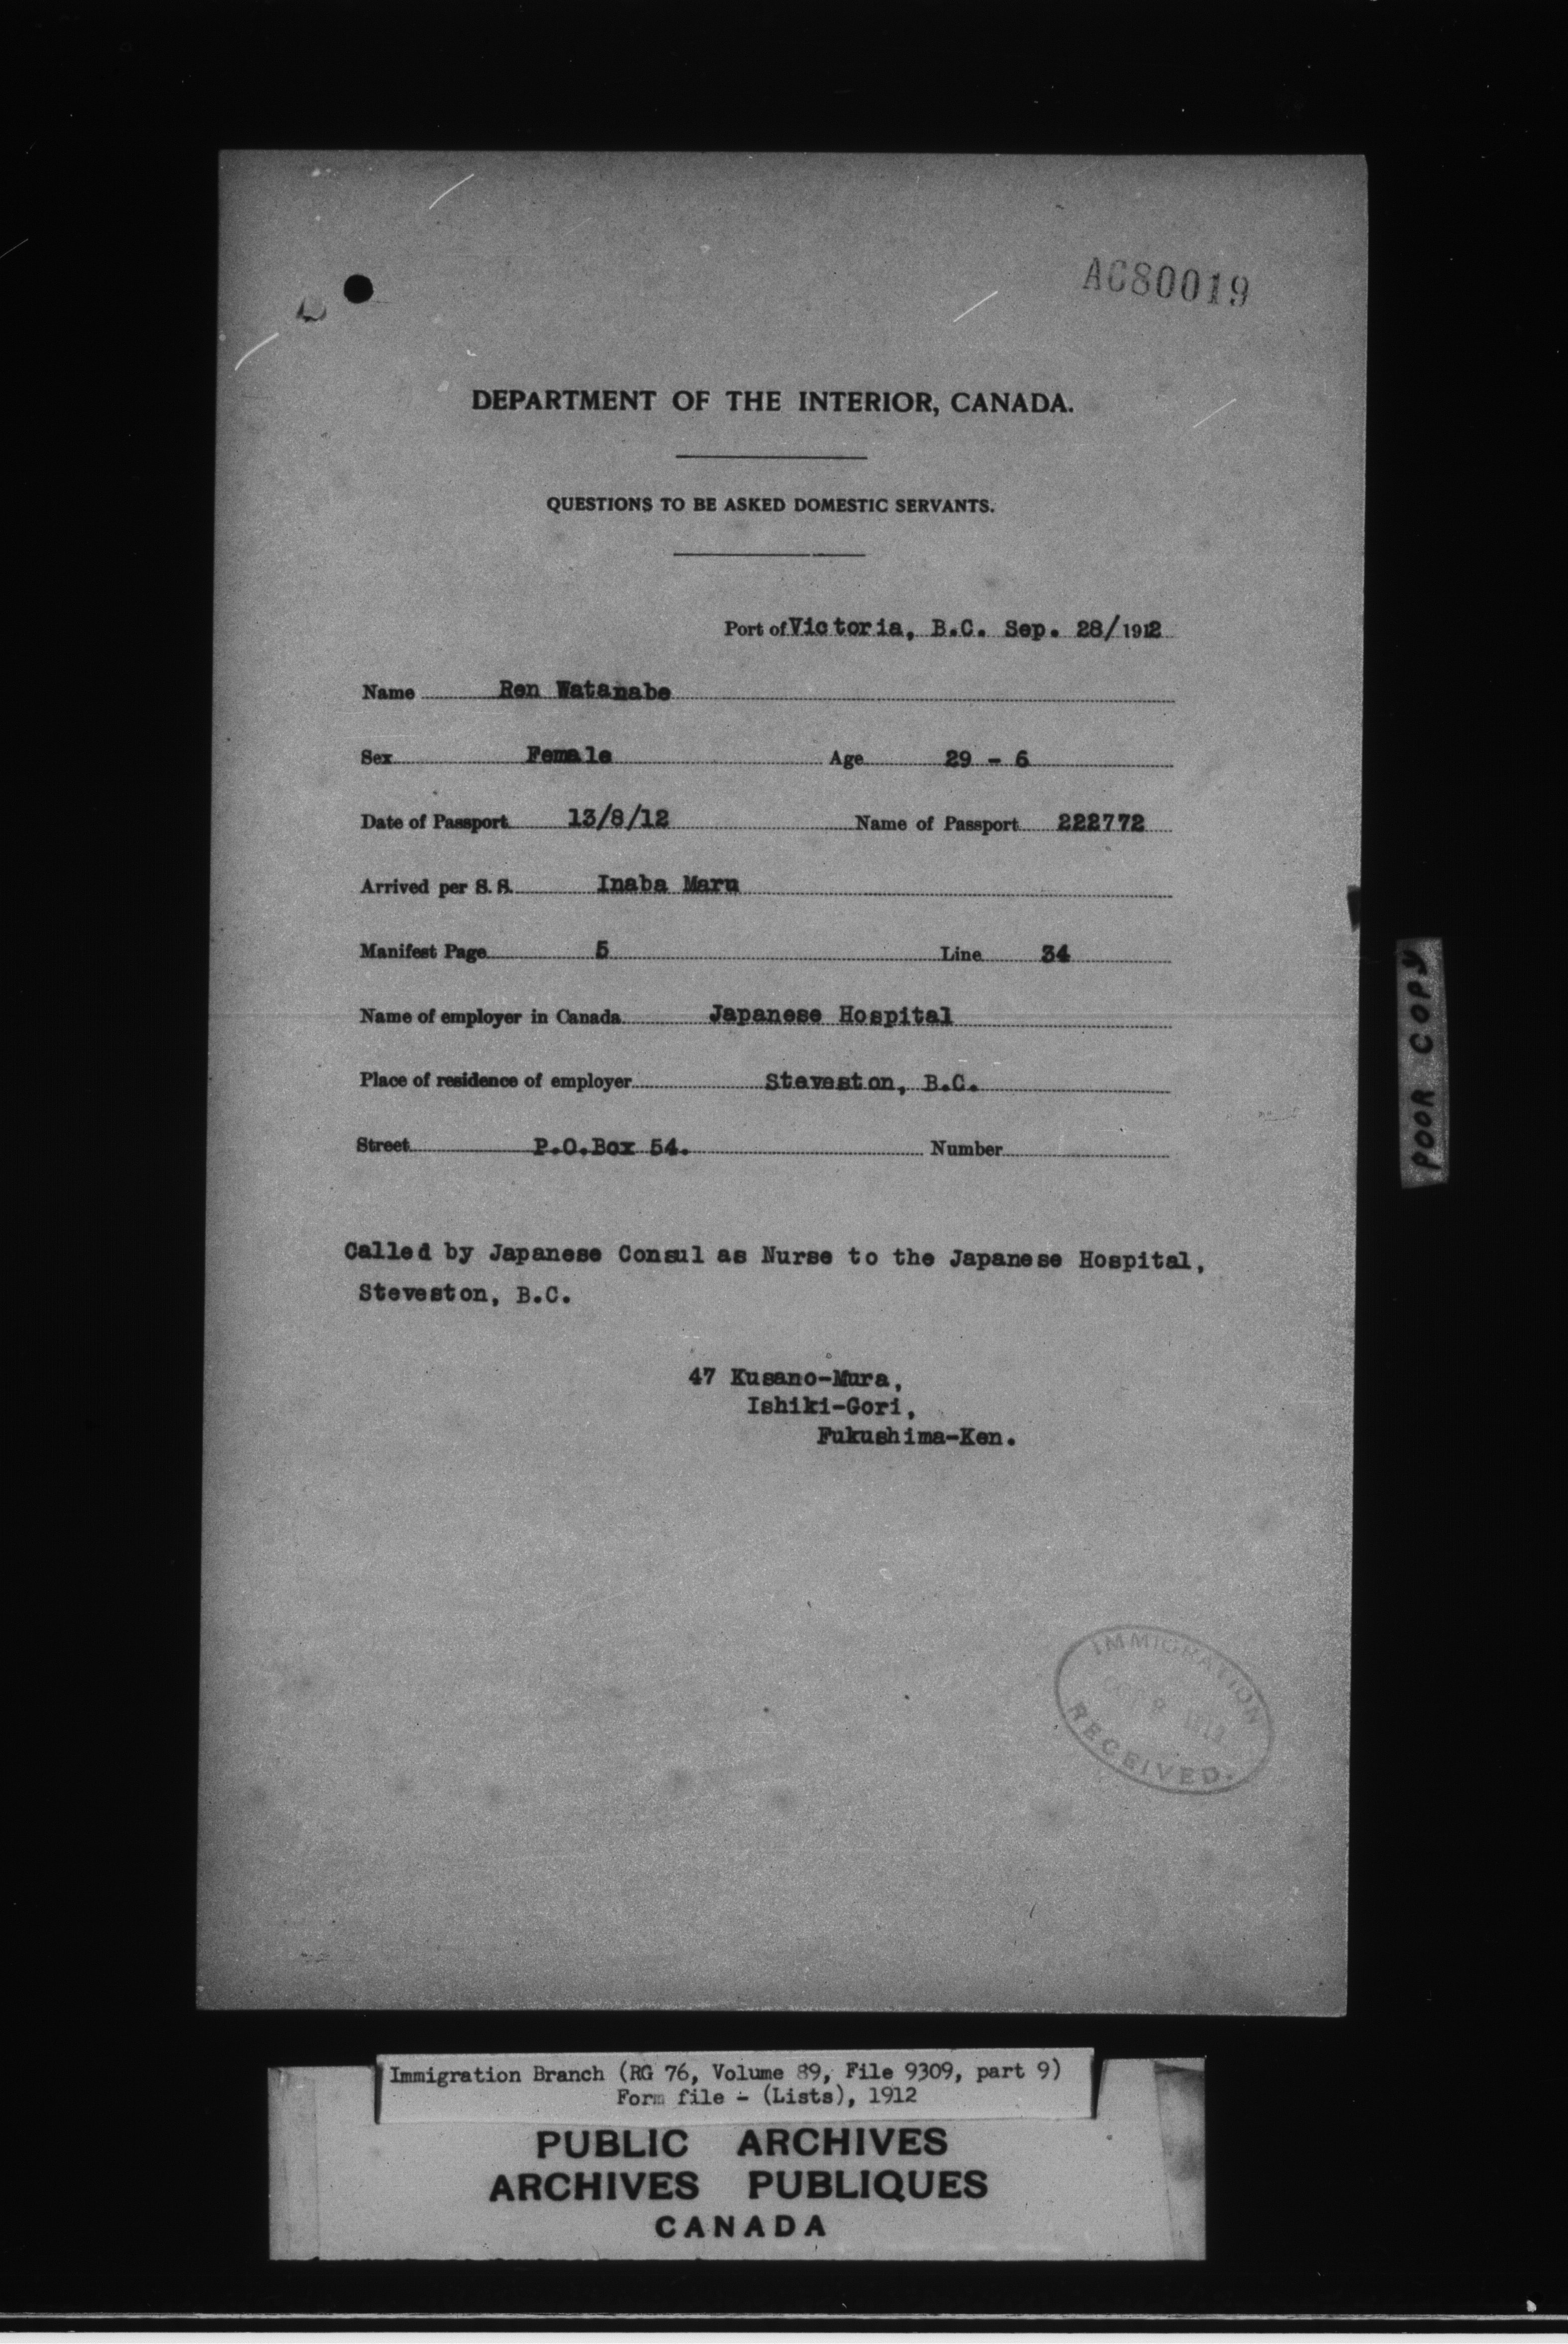 AC80019
DEPARTMENT OF THE INTERIOR, CANADA.
QUESTIONS TO BE ASKED DOMESTIC SERVANTS.
Port of Victoria, B.C. Sep. 28/1912
Name Ren Watanabe
Sex Female Age 29 - 6
Date of Passport 13/8/12 Name of Passport 222772
Arrived per S. S. Inaba Maru
Manifest Page 5 Line 34
Name of employer in Canada Japanese Hospital
Place of residence of employer Steveston, B.C.
Street P.O.Box 54. Number
Called by Japanese Consul as Nurse to the Japanese Hospital,
Steveston, B.C.
47 Kusano-Mura,
Ishiki-Gori,
Fukushima-Ken.
IMMIGRATION
OCT 9 1912
RECEIVED.
POOR COPY
Immigration Branch (RG 76, Volume 89, File 9309, part 9)
Form file - (Lists), 1912
PUBLIC ARCHIVES
ARCHIVES PUBLIQUES
CANADA